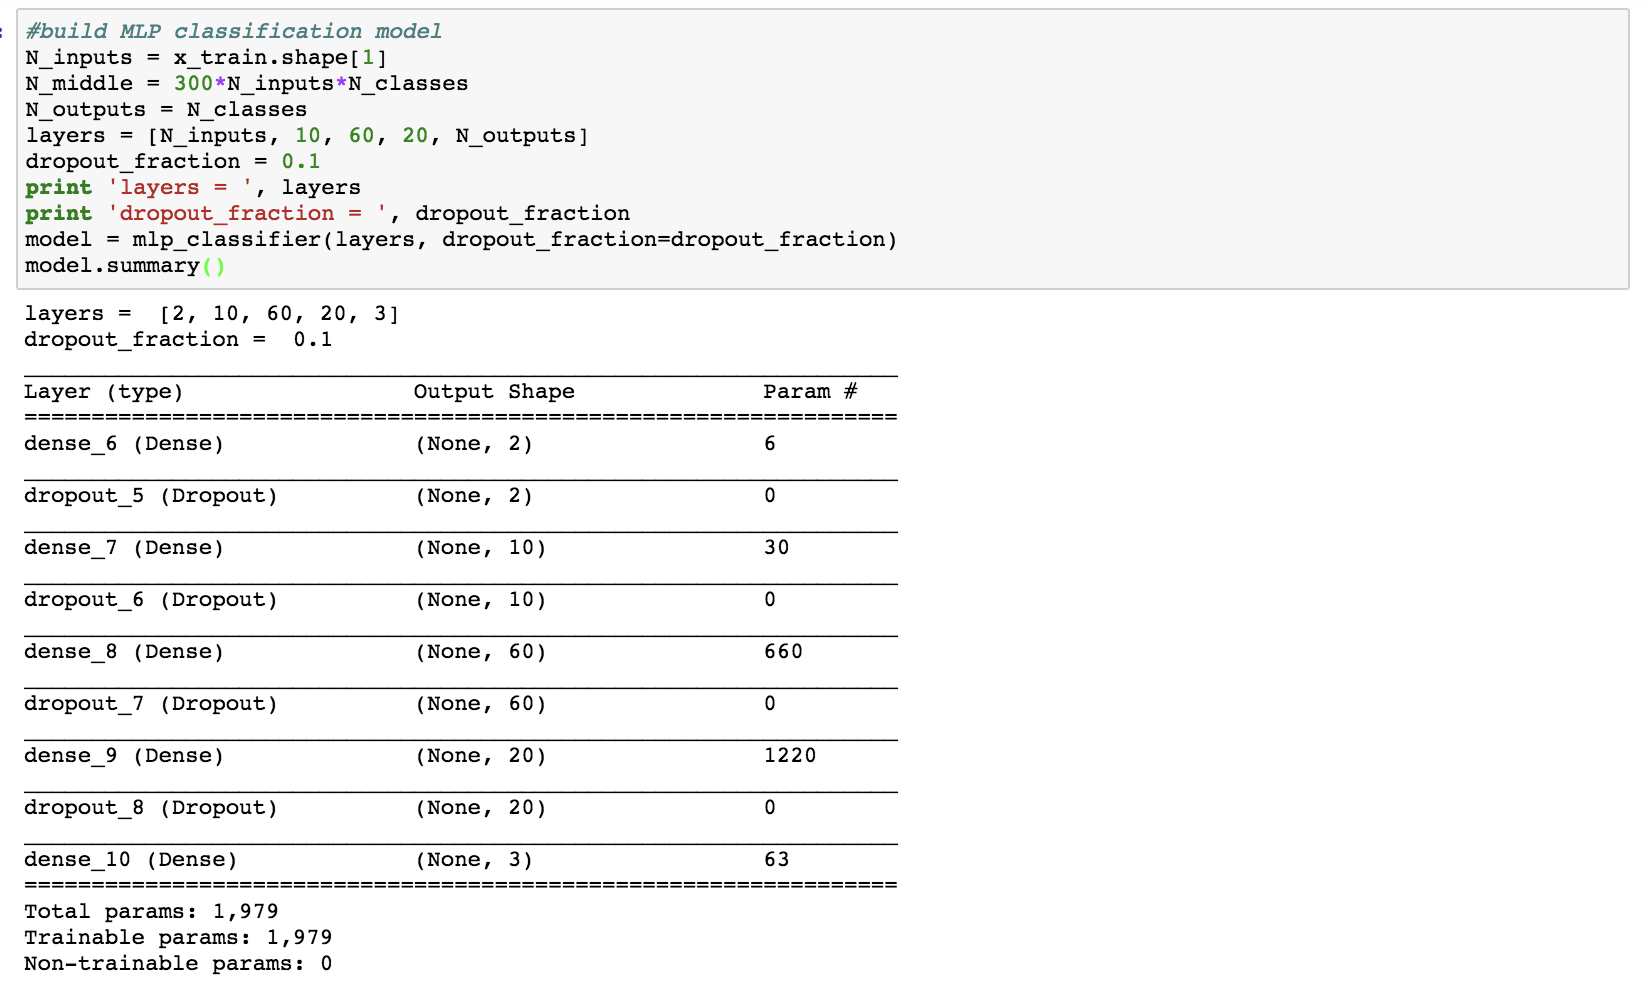 #build MLP classification model
N_inputs = x_train.shape[1]
N_middle = 300*N_inputs*N_classes
N_outputs = N_classes
layers = [N_inputs, 10, 60, 20, N_outputs]
dropout_fraction = 0.1
print 'layers = ', layers
print 'dropout_fraction = ', dropout_fraction
model = mlp_classifier(layers, dropout_fraction=dropout_fraction)
model.summary()
layers =  [2, 10, 60, 20, 3]
dropout_fraction =  0.1
_________________________________________________________________
Layer (type)                 Output Shape              Param #
=================================================================
dense_6 (Dense)              (None, 2)                 6
_________________________________________________________________
dropout_5 (Dropout)          (None, 2)                 0
_________________________________________________________________
dense_7 (Dense)              (None, 10)                30
_________________________________________________________________
dropout_6 (Dropout)          (None, 10)                0
_________________________________________________________________
dense_8 (Dense)              (None, 60)                660
_________________________________________________________________
dropout_7 (Dropout)          (None, 60)                0
_________________________________________________________________
dense_9 (Dense)              (None, 20)                1220
_________________________________________________________________
dropout_8 (Dropout)          (None, 20)                0
_________________________________________________________________
dense_10 (Dense)             (None, 3)                 63
=================================================================
Total params: 1,979
Trainable params: 1,979
Non-trainable params: 0